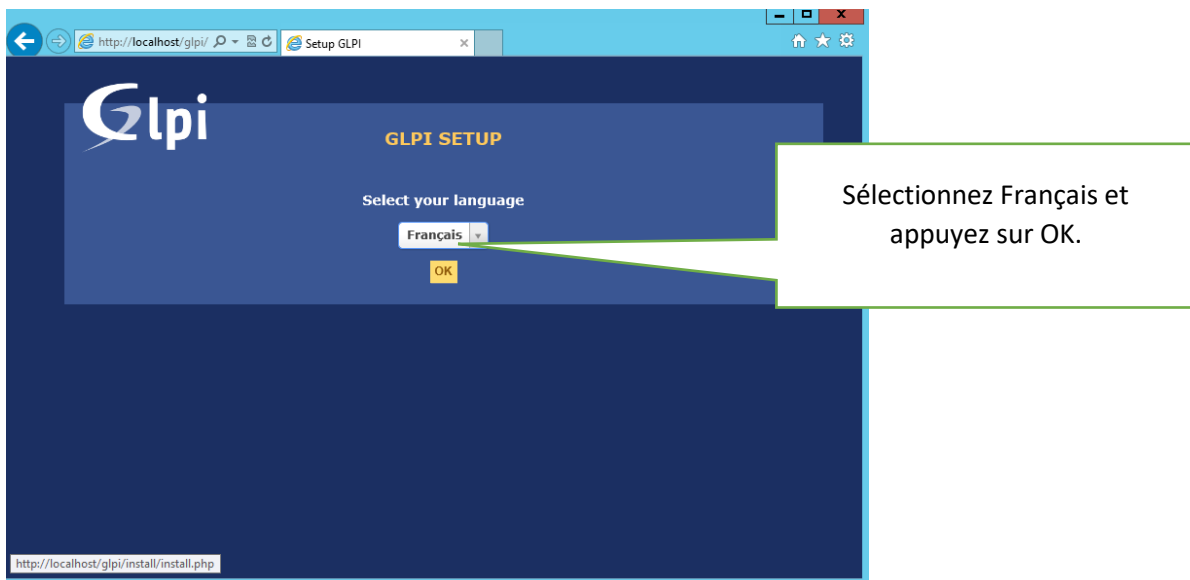 http://localhost/glpi/
Setup GLPI
Glpi
GLPI SETUP
Select your language
Français
OK
Sélectionnez Français et
appuyez sur OK.
http://localhost/glpi/install/install.php